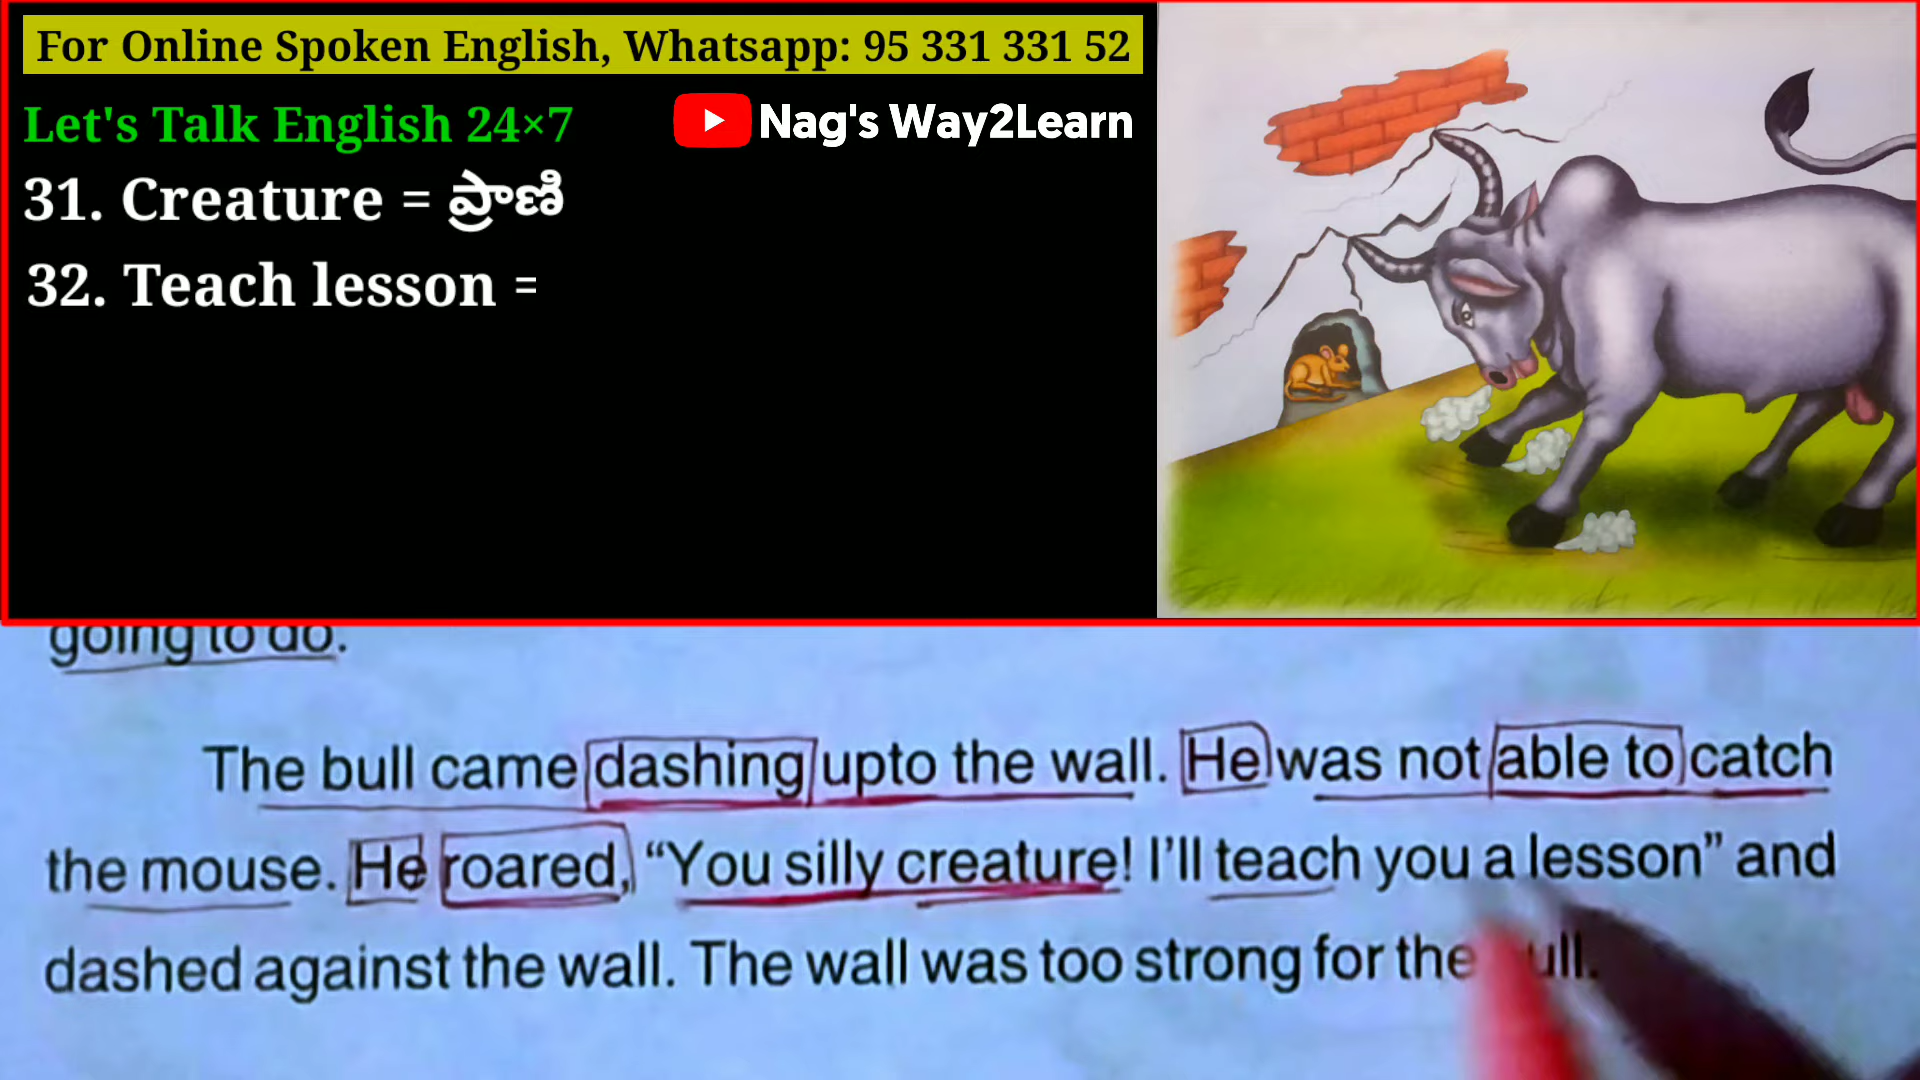 For Online Spoken English, Whatsapp: 95 331 331 52
Let's Talk English 24×7
Nag's Way2Learn
31. Creature = ప్రాణి
32. Teach lesson =
going to do.
The bull came dashing upto the wall. He was not able to catch
the mouse. He roared, “You silly creature! I’ll teach you a lesson” and
dashed against the wall. The wall was too strong for the